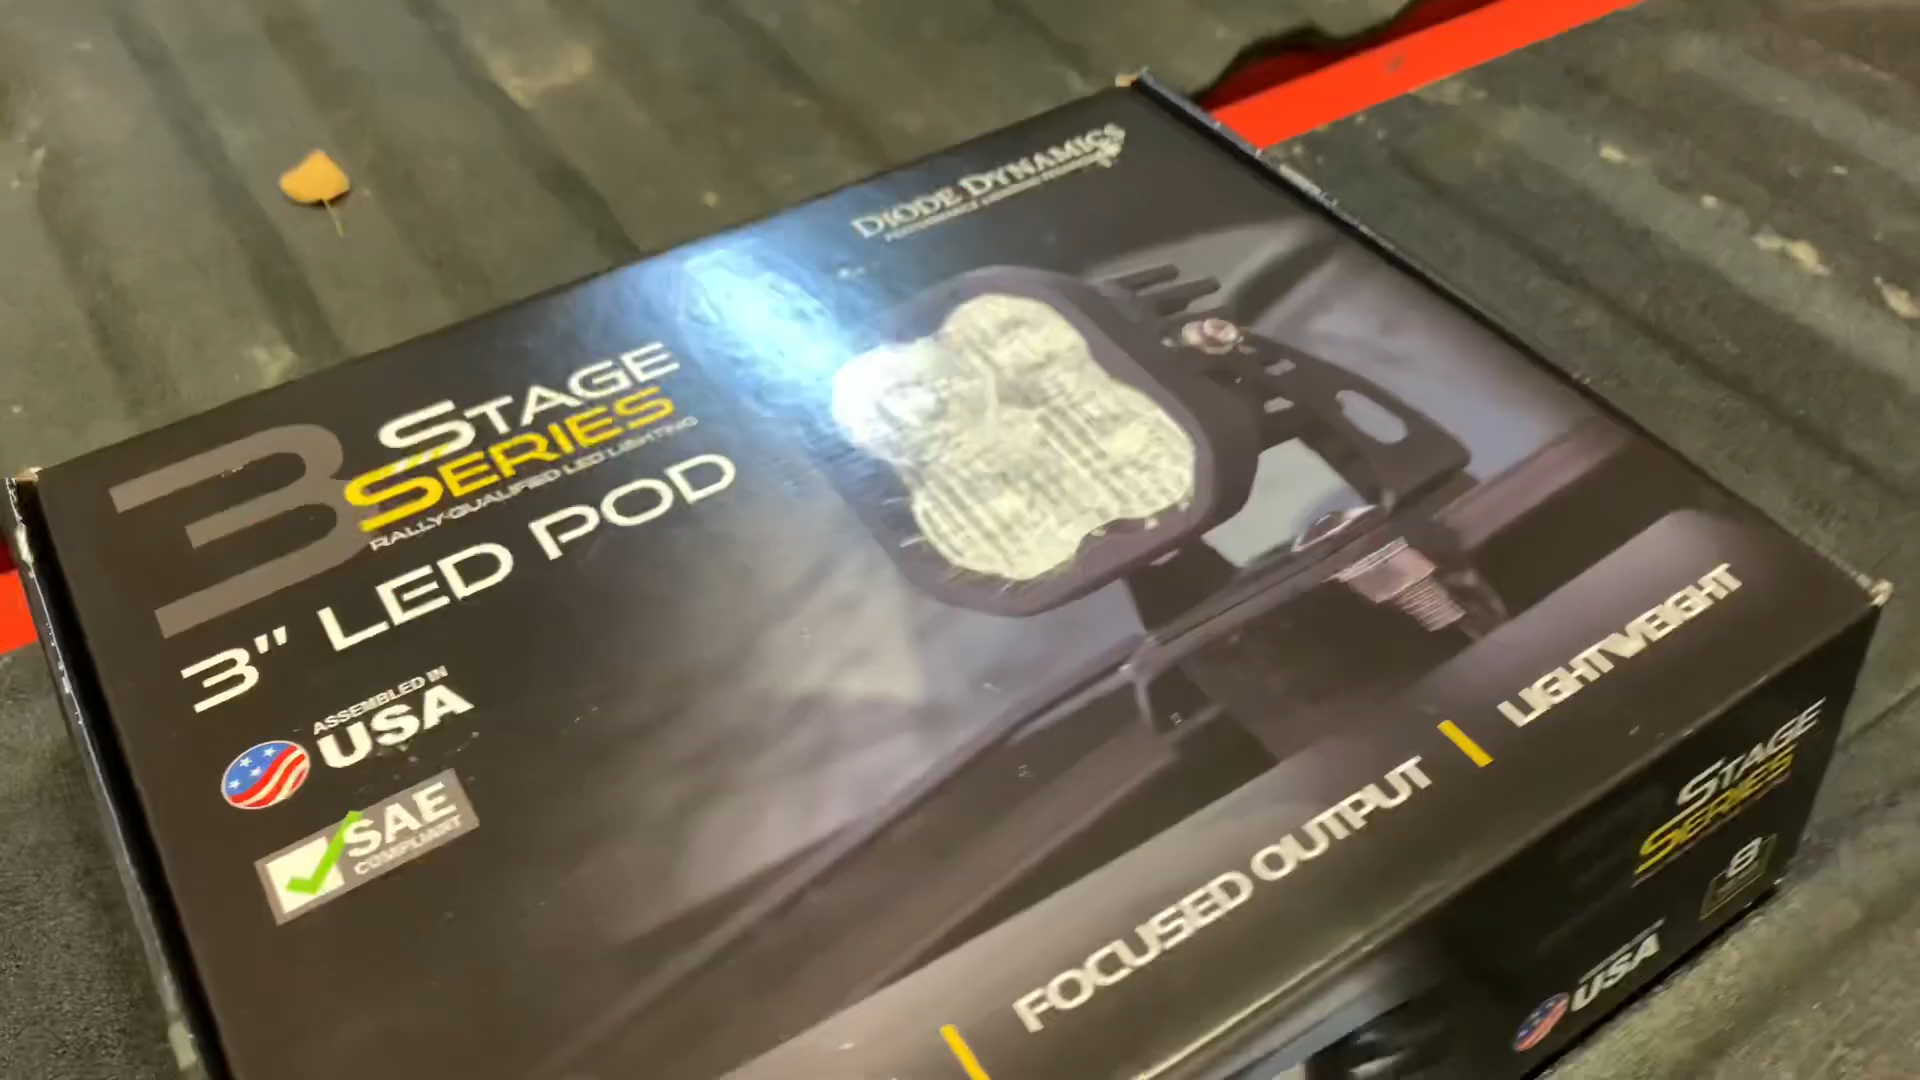 DIODE DYNAMICS
3 STAGE
SERIES
RALLY-QUALIFIED LED LIGHTING
3" LED POD
ASSEMBLED IN
USA
SAE
COMPLIANT
FOCUSED OUTPUT | LIGHTWEIGHT
STAGE
SERIES
USA
8